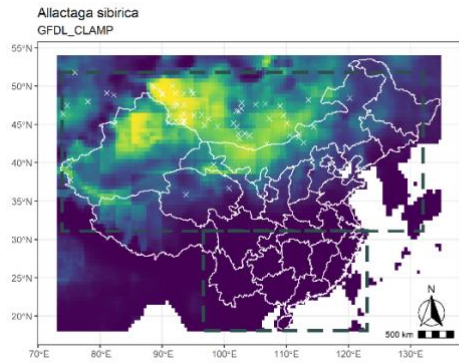 Allactaga sibirica
GFDL_CLAMP
55°N
50°N
45°N
40°N
35°N
30°N
25°N
20°N
N
500 km
70°E
80°E
90°E
100°E
110°E
120°E
130°E